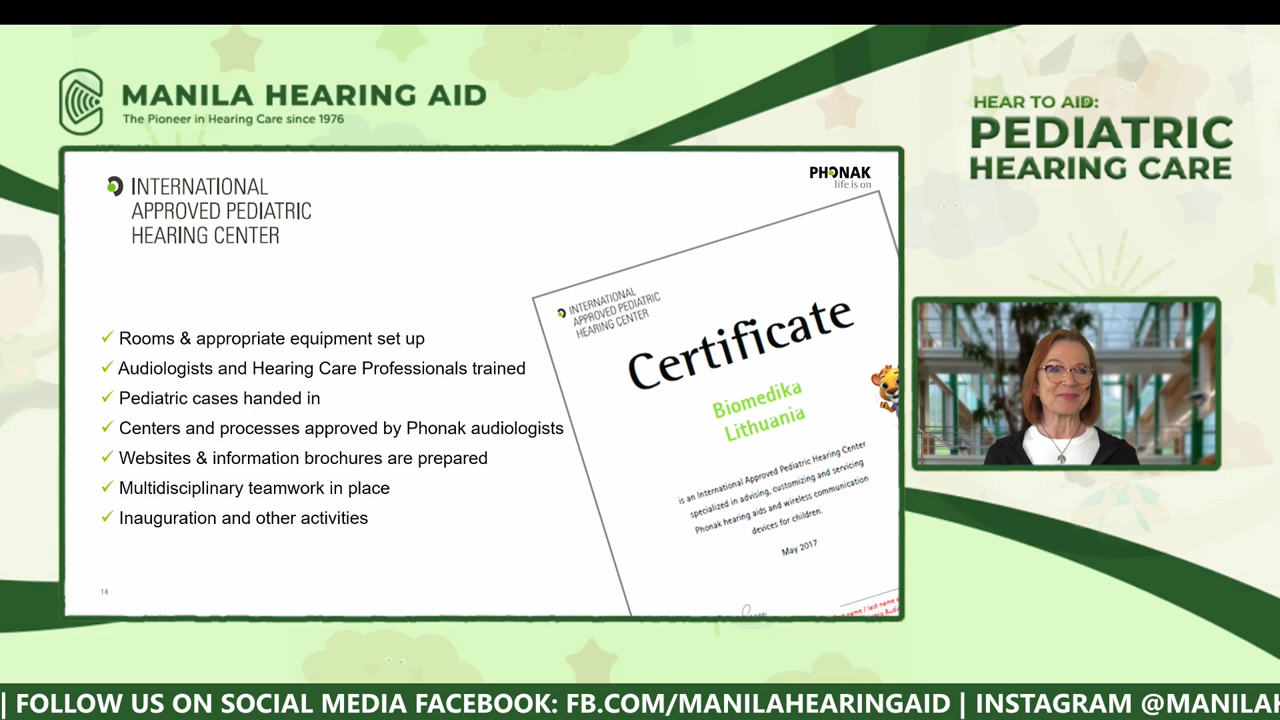 MANILA HEARING AID
The Pioneer in Hearing Care since 1976
HEAR TO AID:
PEDIATRIC
HEARING CARE
INTERNATIONAL
APPROVED PEDIATRIC
HEARING CENTER
PHONAK
life is on
✓ Rooms & appropriate equipment set up
✓ Audiologists and Hearing Care Professionals trained
✓ Pediatric cases handed in
✓ Centers and processes approved by Phonak audiologists
✓ Websites & information brochures are prepared
✓ Multidisciplinary teamwork in place
✓ Inauguration and other activities
14
INTERNATIONAL
APPROVED PEDIATRIC
HEARING CENTER
Certificate
Biomedika
Lithuania
is an International Approved Pediatric Hearing Center
specialized in advising, customizing and servicing
Phonak hearing aids and wireless communication
devices for children.
May 2017
name / last name
| FOLLOW US ON SOCIAL MEDIA FACEBOOK: FB.COM/MANILAHEARINGAID | INSTAGRAM @MANILAH